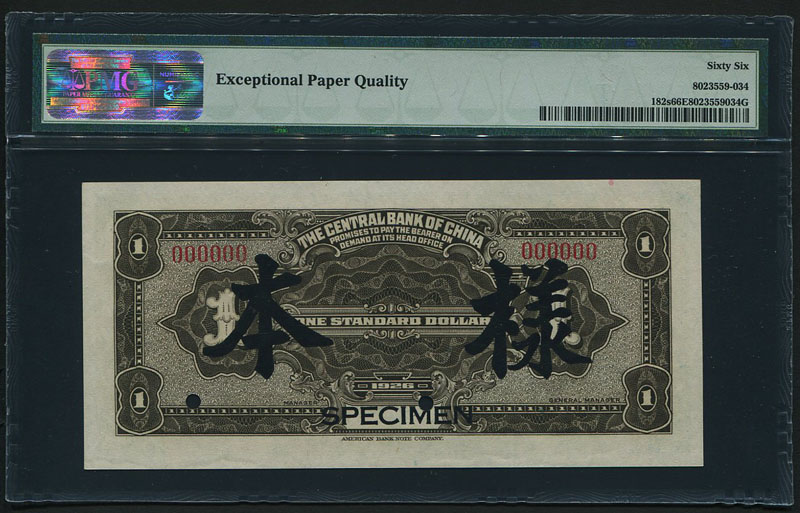 PMG
Exceptional Paper Quality
Sixty Six
8023559-034
182s66E8023559034G
THE CENTRAL BANK OF CHINA
PROMISES TO PAY THE BEARER ON
DEMAND AT ITS HEAD OFFICE
1 1
000000 000000
本 樣
ONE STANDARD DOLLAR
1926
MANAGER GENERAL MANAGER
1 1
SPECIMEN
AMERICAN BANK NOTE COMPANY.